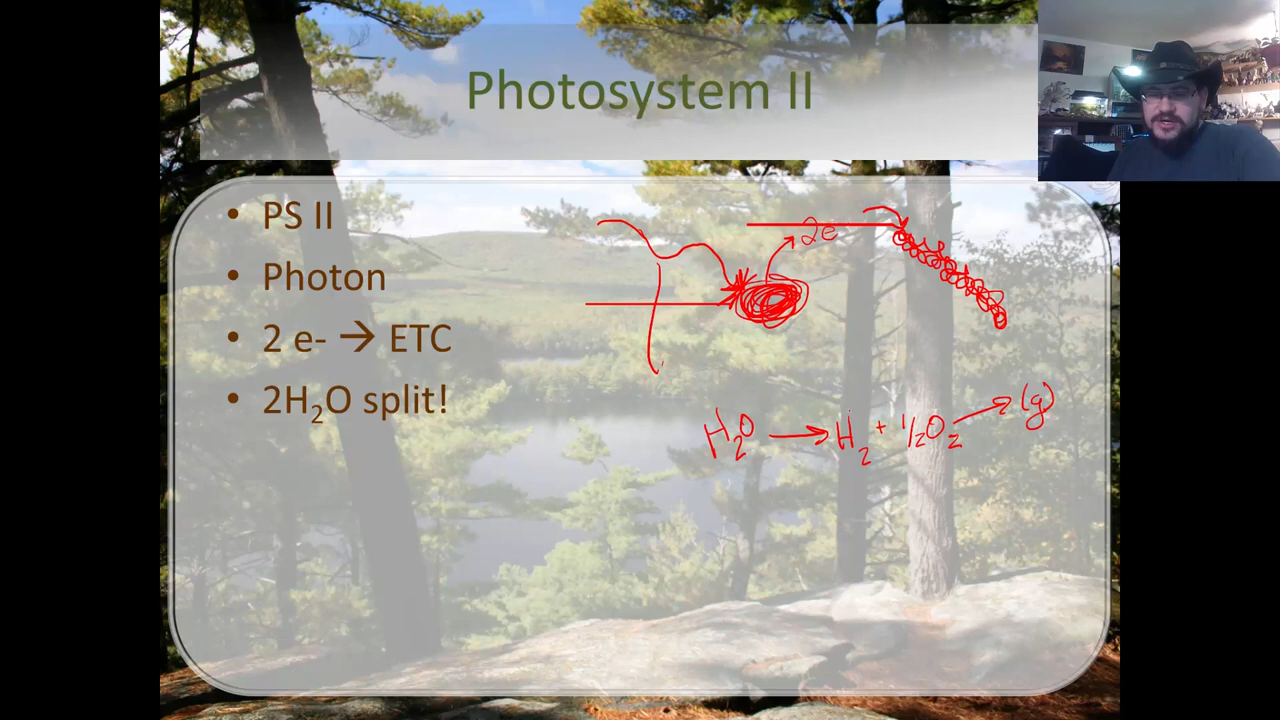 Photosystem II
• PS II
• Photon
• 2 e- → ETC
• 2H₂O split!
2e
H₂O → H₂ + ½O₂ → (g)